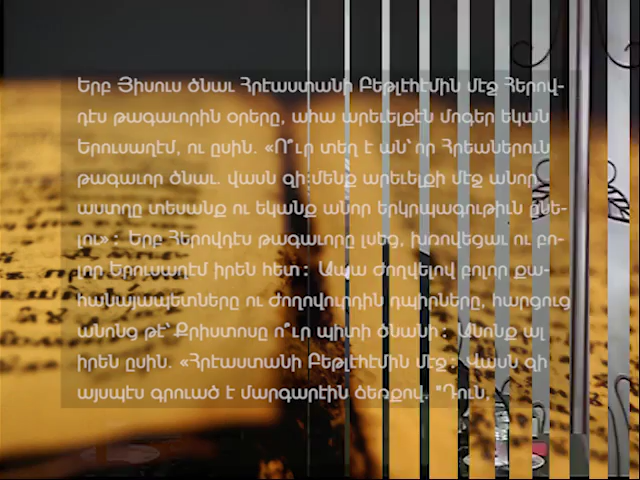 Երբ Յիսուս ծնաւ Հրէաստանի Բեթլէհէմին մէջ Հերով-
դէս թագաւորին օրերը, ահա արեւելքէն մոգեր եկան
Երուսաղէմ, ու ըսին. «Ո՞ւր տեղ է ան՝ որ Հրեաներուն
թագաւոր ծնաւ. վասն զի մենք արեւելքի մէջ անոր
աստղը տեսանք ու եկանք անոր երկրպագութիւն ընե-
լու»։ Երբ Հերովդէս թագաւորը լսեց, խռովեցաւ ու բո-
լոր Երուսաղէմ իրեն հետ։ Ապա ժողվելով բոլոր քա-
հանայապետները ու ժողովուրդին դպիրները, հարցուց
անոնց թէ՝ Քրիստոսը ո՞ւր պիտի ծնանի։ Անոնք ալ
իրեն ըսին. «Հրէաստանի Բեթլէհէմին մէջ։ Վասն զի
այսպէս գրուած է մարգարէին ձեռքով. "Դուն,